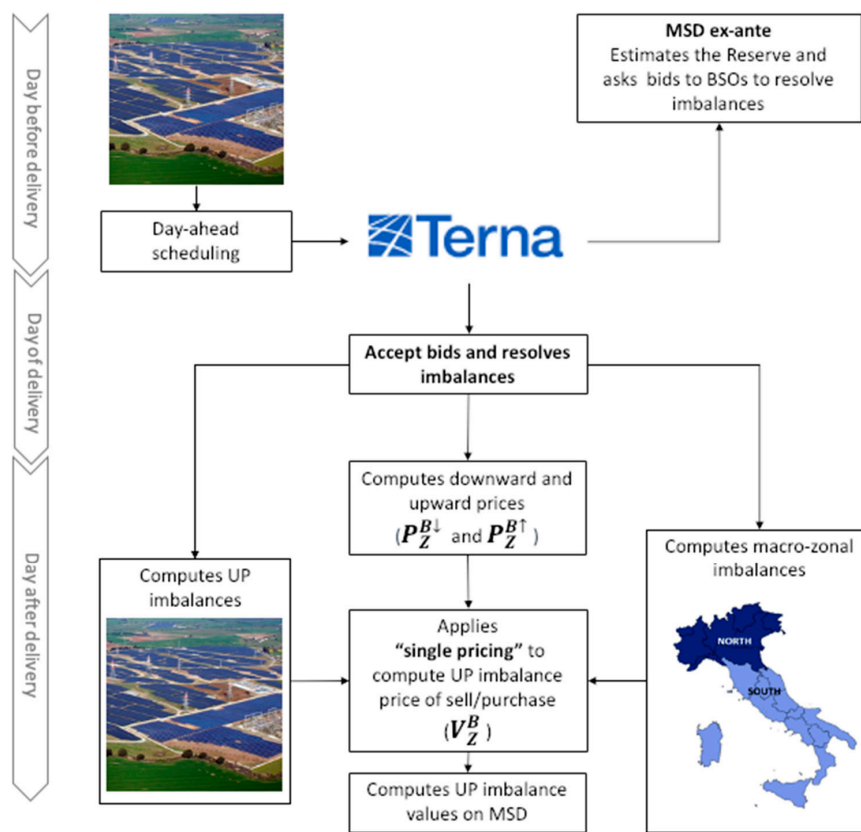 Day before delivery
MSD ex-ante
Estimates the Reserve and
asks bids to BSOs to resolve
imbalances
Day-ahead
scheduling
Terna
Day of delivery
Accept bids and resolves
imbalances
Day after delivery
Computes downward and
upward prices
(P_Z^{B↓} and P_Z^{B↑})
Computes UP
imbalances
Computes macro-zonal
imbalances
NORTH
SOUTH
Applies
“single pricing” to
compute UP imbalance
price of sell/purchase
(V_Z^B)
Computes UP imbalance
values on MSD